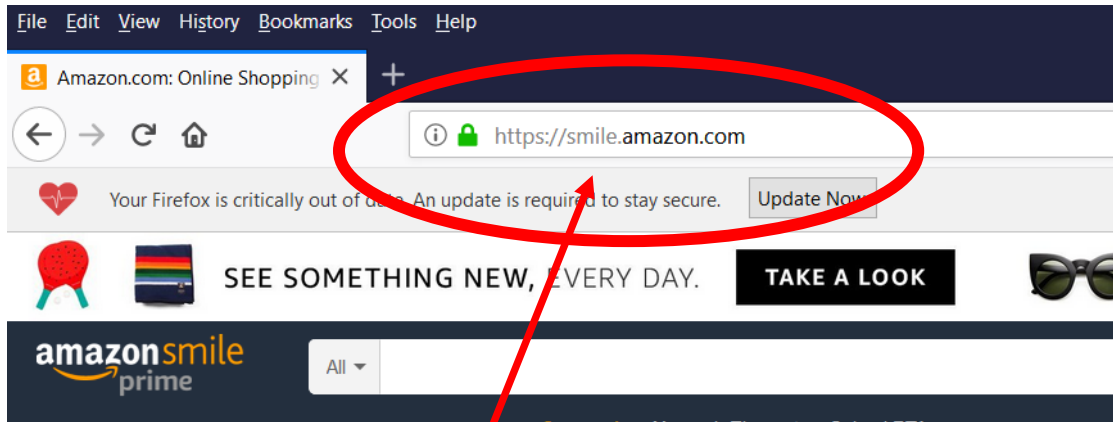 File Edit View History Bookmarks Tools Help
Amazon.com: Online Shopping
https://smile.amazon.com
Your Firefox is critically out of date. An update is required to stay secure. Update Now
SEE SOMETHING NEW, EVERY DAY. TAKE A LOOK
amazonsmile
prime
All